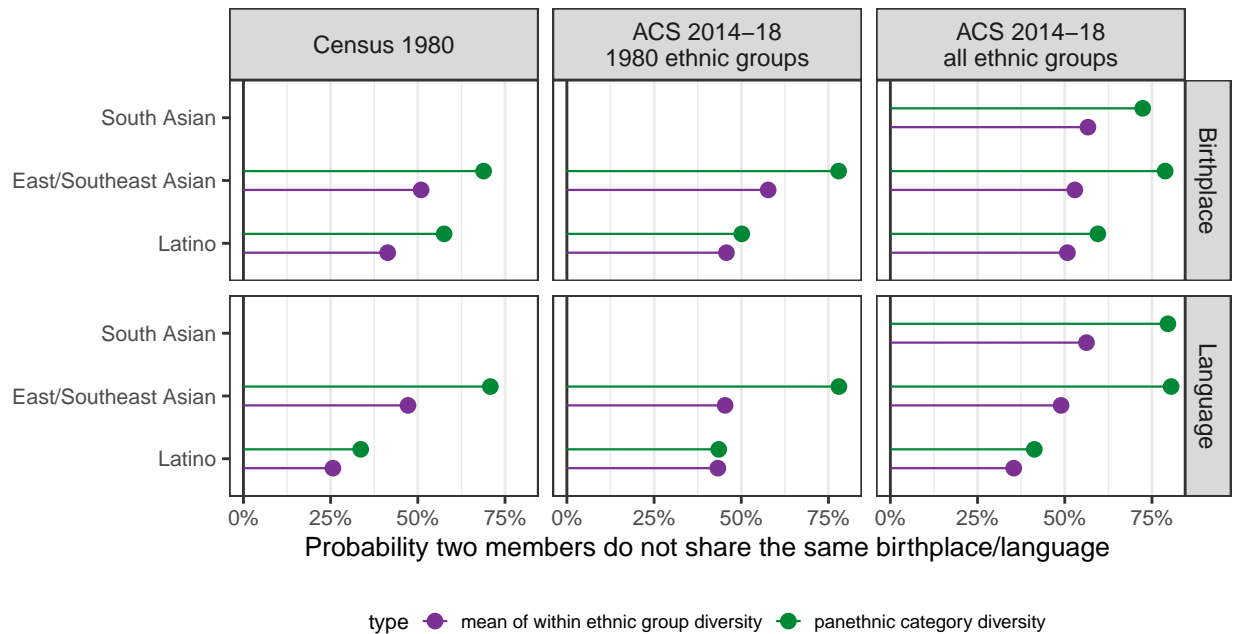 Census 1980
ACS 2014–18
1980 ethnic groups
ACS 2014–18
all ethnic groups
South Asian
East/Southeast Asian
Latino
Birthplace
South Asian
East/Southeast Asian
Latino
Language
0% 25% 50% 75% 0% 25% 50% 75% 0% 25% 50% 75%
Probability two members do not share the same birthplace/language
type mean of within ethnic group diversity panethnic category diversity